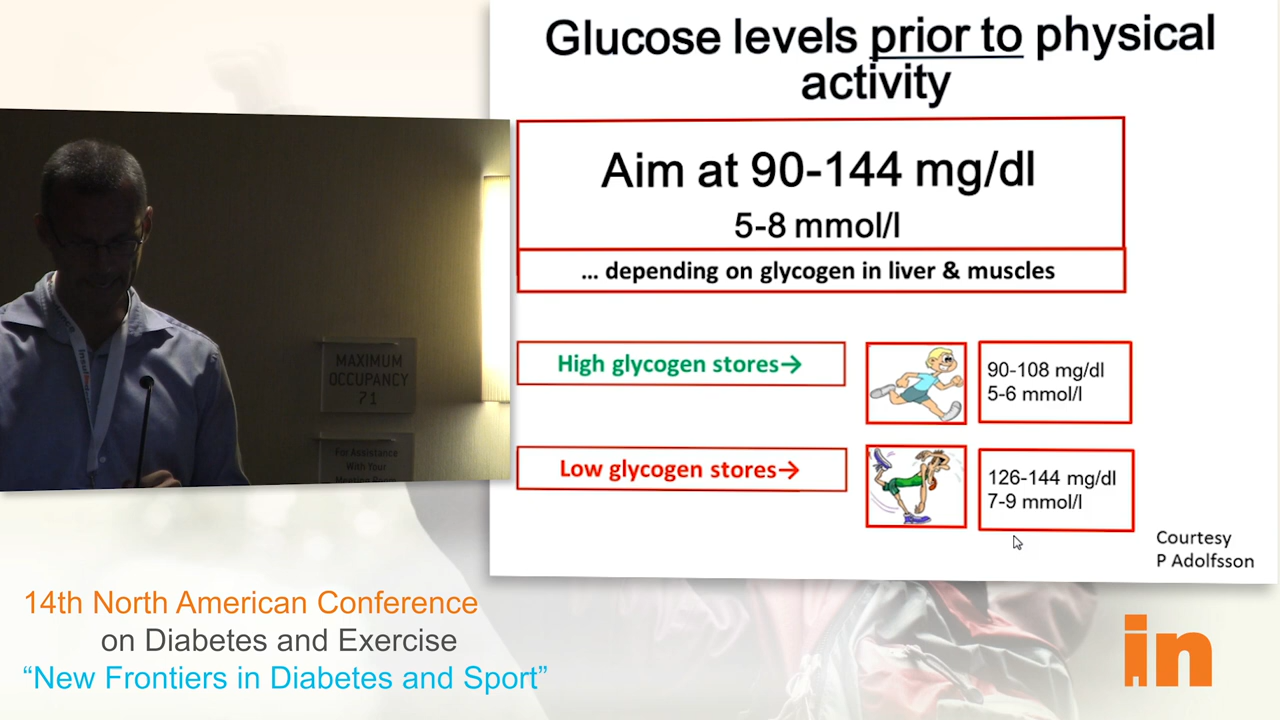 Glucose levels prior to physical
activity
Aim at 90-144 mg/dl
5-8 mmol/l
... depending on glycogen in liver & muscles
High glycogen stores→
90-108 mg/dl
5-6 mmol/l
Low glycogen stores→
126-144 mg/dl
7-9 mmol/l
Courtesy
P Adolfsson
MAXIMUM
OCCUPANCY
71
For Assistance
With Your
14th North American Conference
on Diabetes and Exercise
“New Frontiers in Diabetes and Sport”
in